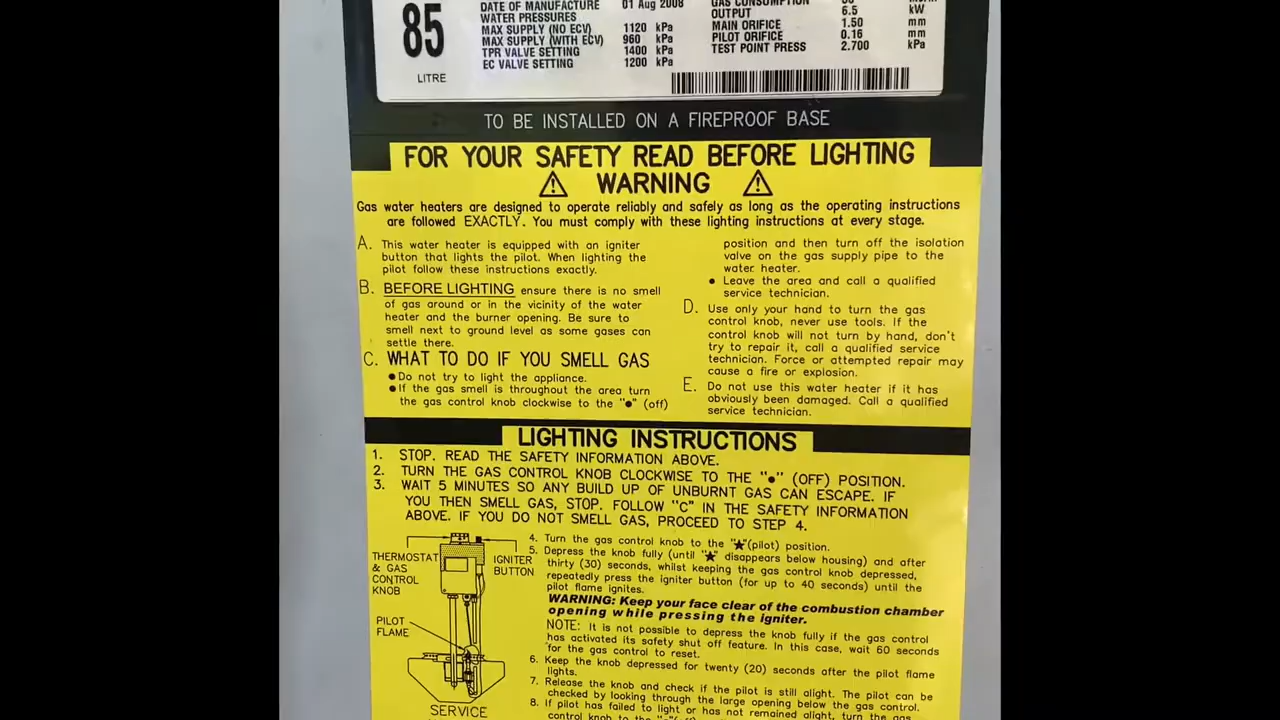 85
LITRE
DATE OF MANUFACTURE 01 Aug 2008
WATER PRESSURES
MAX SUPPLY (NO ECV) 1120 kPa
MAX SUPPLY (WITH ECV) 960 kPa
TPR VALVE SETTING 1400 kPa
EC VALVE SETTING 1200 kPa
GAS CONSUMPTION
OUTPUT 6.5 kW
MAIN ORIFICE 1.50 mm
PILOT ORIFICE 0.16 mm
TEST POINT PRESS 2.700 kPa
TO BE INSTALLED ON A FIREPROOF BASE
FOR YOUR SAFETY READ BEFORE LIGHTING
⚠ WARNING ⚠
Gas water heaters are designed to operate reliably and safely as long as the operating instructions
are followed EXACTLY. You must comply with these lighting instructions at every stage.
A. This water heater is equipped with an igniter
button that lights the pilot. When lighting the
pilot follow these instructions exactly.
B. BEFORE LIGHTING ensure there is no smell
of gas around or in the vicinity of the water
heater and the burner opening. Be sure to
smell next to ground level as some gases can
settle there.
C. WHAT TO DO IF YOU SMELL GAS
● Do not try to light the appliance.
● If the gas smell is throughout the area turn
the gas control knob clockwise to the "●" (off)
position and then turn off the isolation
valve on the gas supply pipe to the
water heater.
● Leave the area and call a qualified
service technician.
D. Use only your hand to turn the gas
control knob, never use tools. If the
control knob will not turn by hand, don't
try to repair it, call a qualified service
technician. Force or attempted repair may
cause a fire or explosion.
E. Do not use this water heater if it has
obviously been damaged. Call a qualified
service technician.
LIGHTING INSTRUCTIONS
1. STOP. READ THE SAFETY INFORMATION ABOVE.
2. TURN THE GAS CONTROL KNOB CLOCKWISE TO THE "●" (OFF) POSITION.
3. WAIT 5 MINUTES SO ANY BUILD UP OF UNBURNT GAS CAN ESCAPE. IF
YOU THEN SMELL GAS, STOP. FOLLOW "C" IN THE SAFETY INFORMATION
ABOVE. IF YOU DO NOT SMELL GAS, PROCEED TO STEP 4.
THERMOSTAT
& GAS
CONTROL
KNOB
IGNITER
BUTTON
PILOT
FLAME
SERVICE
4. Turn the gas control knob to the "★"(pilot) position.
5. Depress the knob fully (until "★" disappears below housing) and after
thirty (30) seconds, whilst keeping the gas control knob depressed,
repeatedly press the igniter button (for up to 40 seconds) until the
pilot flame ignites.
WARNING: Keep your face clear of the combustion chamber
opening while pressing the igniter.
NOTE: It is not possible to depress the knob fully if the gas control
has activated its safety shut off feature. In this case, wait 60 seconds
for the gas control to reset.
6. Keep the knob depressed for twenty (20) seconds after the pilot flame
lights.
7. Release the knob and check if the pilot is still alight. The pilot can be
checked by looking through the large opening below the gas control.
8. If pilot has failed to light or has not remained alight, turn the gas
control knob to the